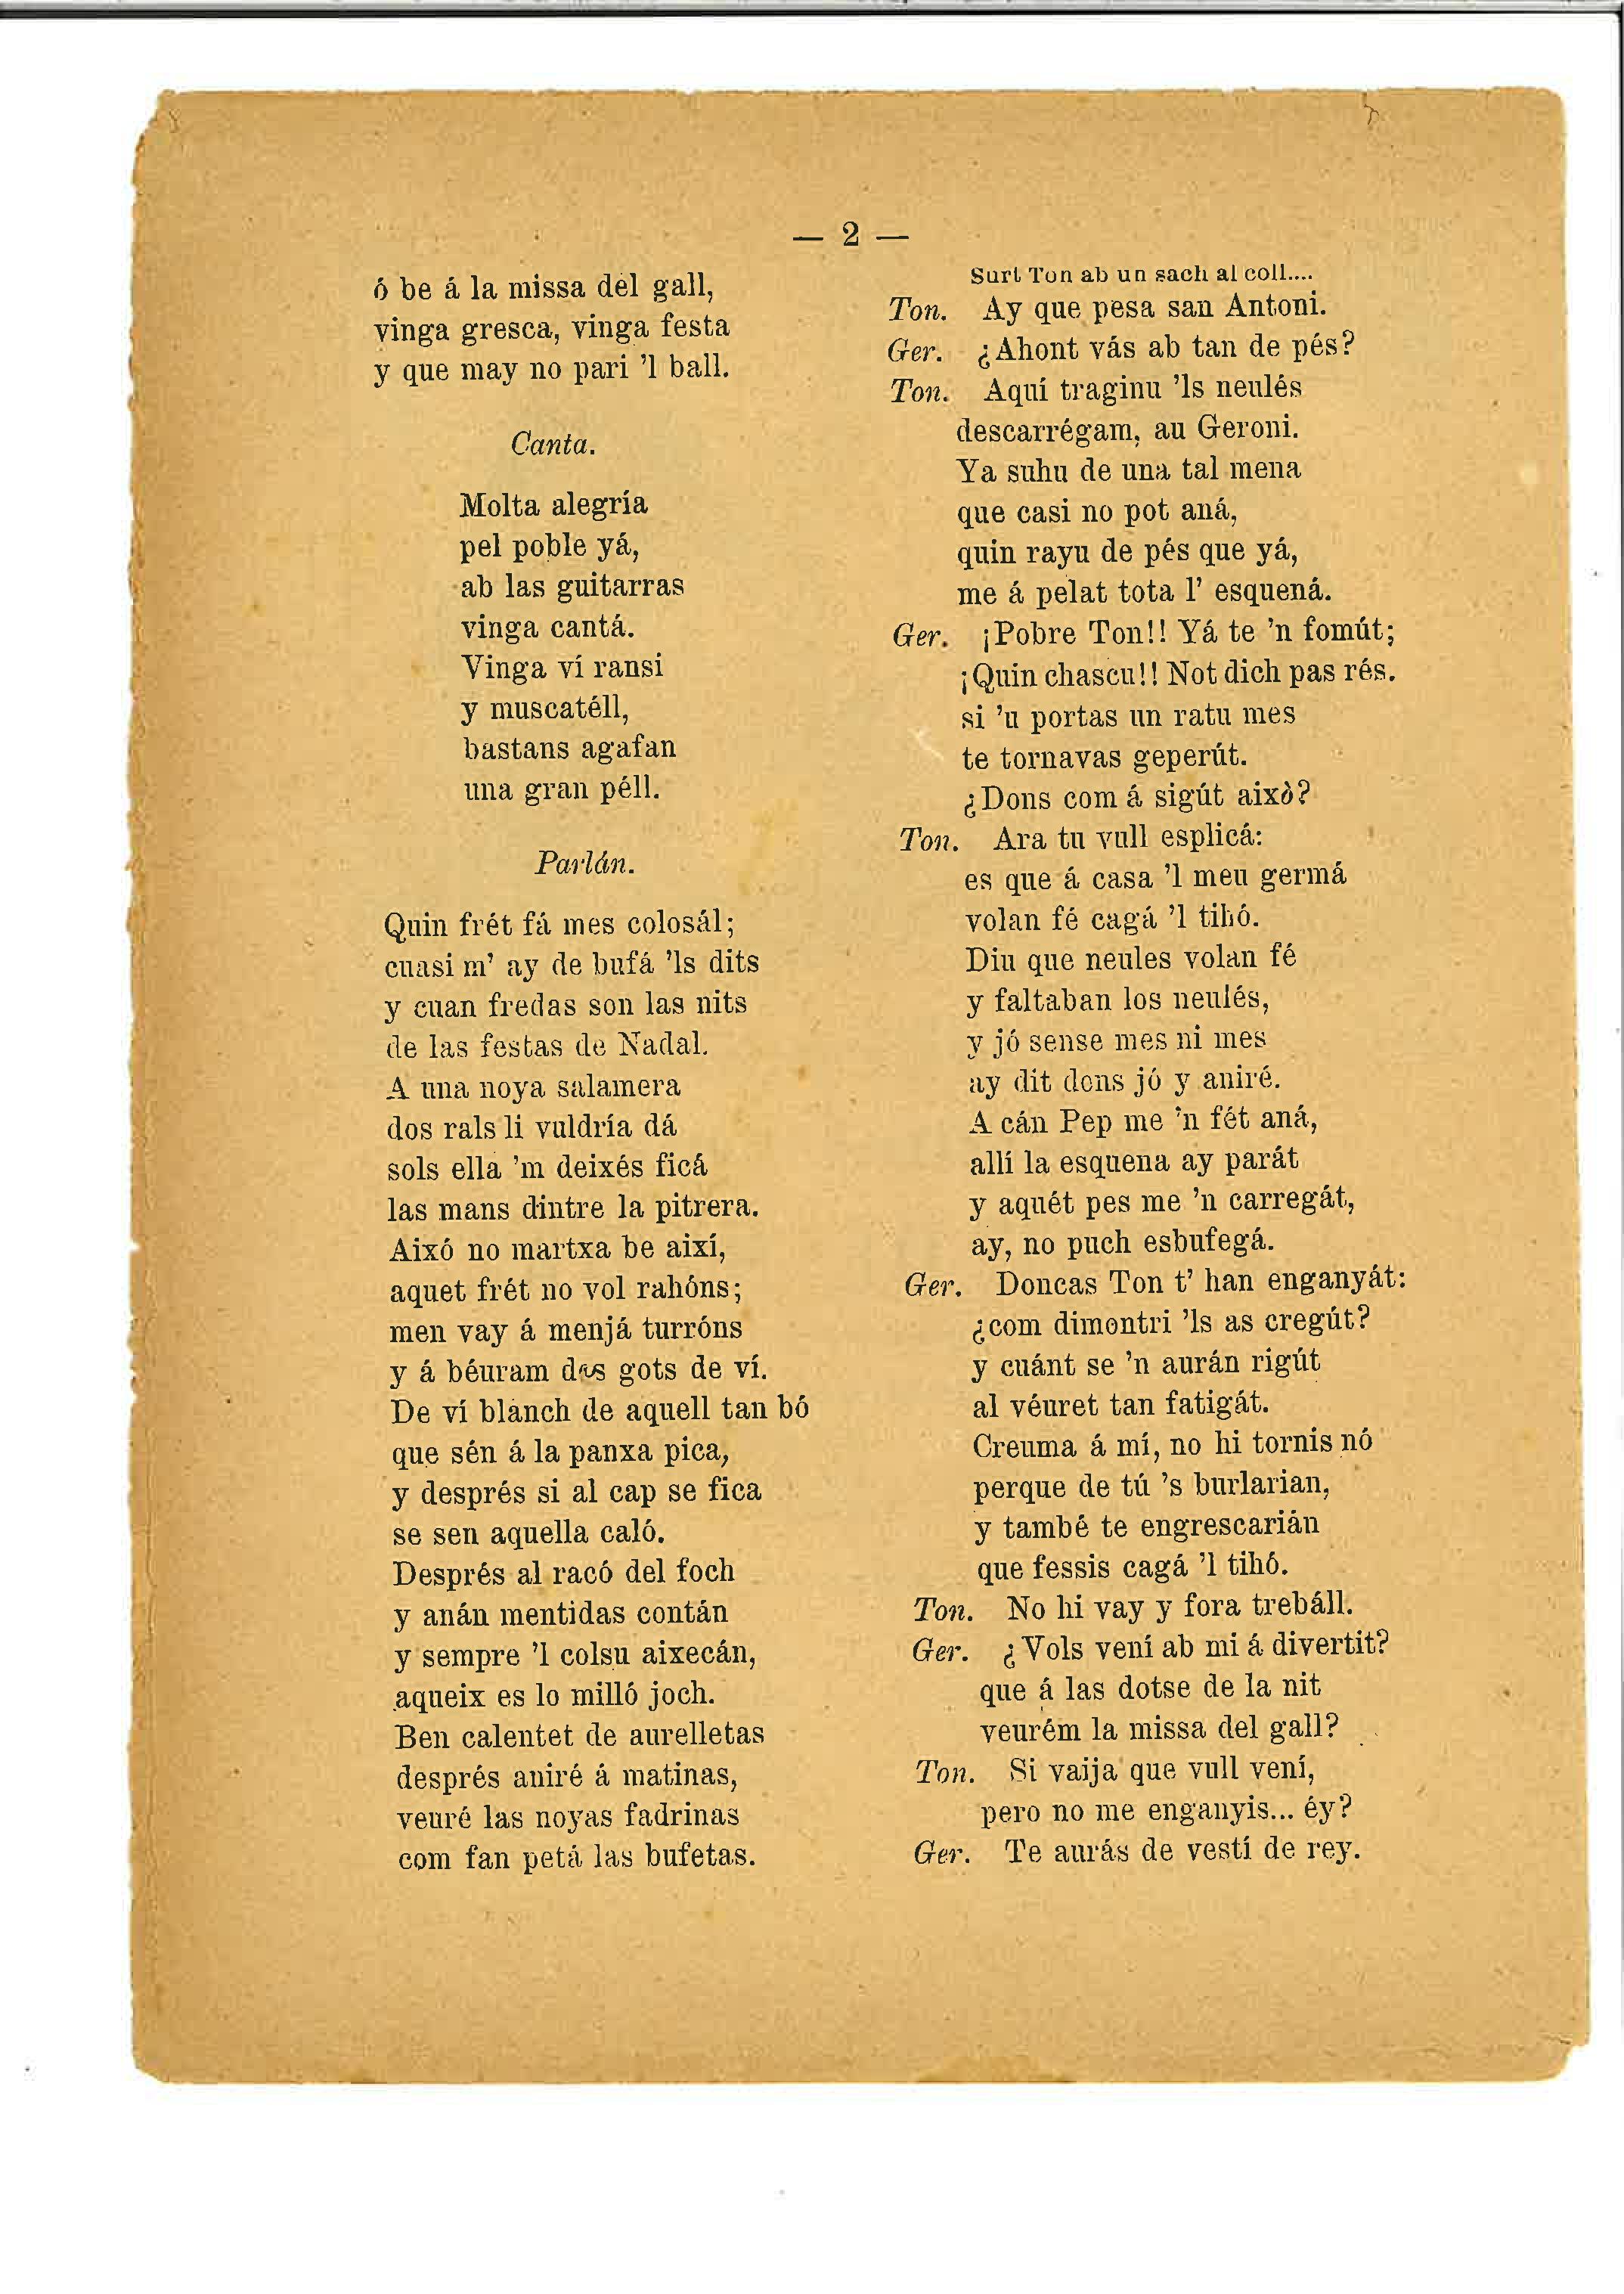 — 2 —
ó be á la missa del gall,
vinga gresca, vinga festa
y que may no pari 'l ball.
Canta.
Molta alegría
pel poble yá,
ab las guitarras
vinga cantá.
Vinga ví ransi
y muscatéll,
bastans agafan
una gran péll.
Parlán.
Quin frét fá mes colosál;
cuasi m' ay de bufá 'ls dits
y cuan fredas son las nits
de las festas de Nadal.
A una noya salamera
dos rals li vuldría dá
sols ella 'm deixés ficá
las mans dintre la pitrera.
Aixó no martxa be així,
aquet frét no vol rahóns;
men vay á menjá turróns
y á béuram dos gots de ví.
De ví blanch de aquell tan bó
que sén á la panxa pica,
y després si al cap se fica
se sen aquella caló.
Després al racó del foch
y anán mentidas contán
y sempre 'l colsu aixecán,
aqueix es lo milló joch.
Ben calentet de aurelletas
després aniré á matinas,
veuré las noyas fadrinas
com fan petá las bufetas.
Surt Ton ab un sach al coll....
Ton. Ay que pesa san Antoni.
Ger. ¿Ahont vás ab tan de pés?
Ton. Aquí traginu 'ls neulés
descarrégam, au Geroni.
Ya suhu de una tal mena
que casi no pot aná,
quin rayu de pés que yá,
me á pelat tota l' esquená.
Ger. ¡Pobre Ton!! Yá te 'n fomút;
¡Quin chascu!! Not dich pas rés.
si 'u portas un ratu mes
te tornavas geperút.
¿Dons com á sigút això?
Ton. Ara tu vull esplicá:
es que á casa 'l meu germá
volan fé cagá 'l tihó.
Diu que neules volan fé
y faltaban los neulés,
y jó sense mes ni mes
ay dit dons jó y aniré.
A cán Pep me 'n fét aná,
allí la esquena ay parát
y aquét pes me 'n carregát,
ay, no puch esbufegá.
Ger. Doncas Ton t' han enganyát:
¿com dimontri 'ls as cregút?
y cuánt se 'n aurán rigút
al véuret tan fatigát.
Creuma á mí, no hi tornis nó
perque de tú 's burlarian,
y també te engrescarián
que fessis cagá 'l tihó.
Ton. No hi vay y fora trebáll.
Ger. ¿Vols vení ab mi á divertit?
que á las dotse de la nit
veurém la missa del gall?
Ton. Si vaija que vull vení,
pero no me enganyis... éy?
Ger. Te aurás de vestí de rey.